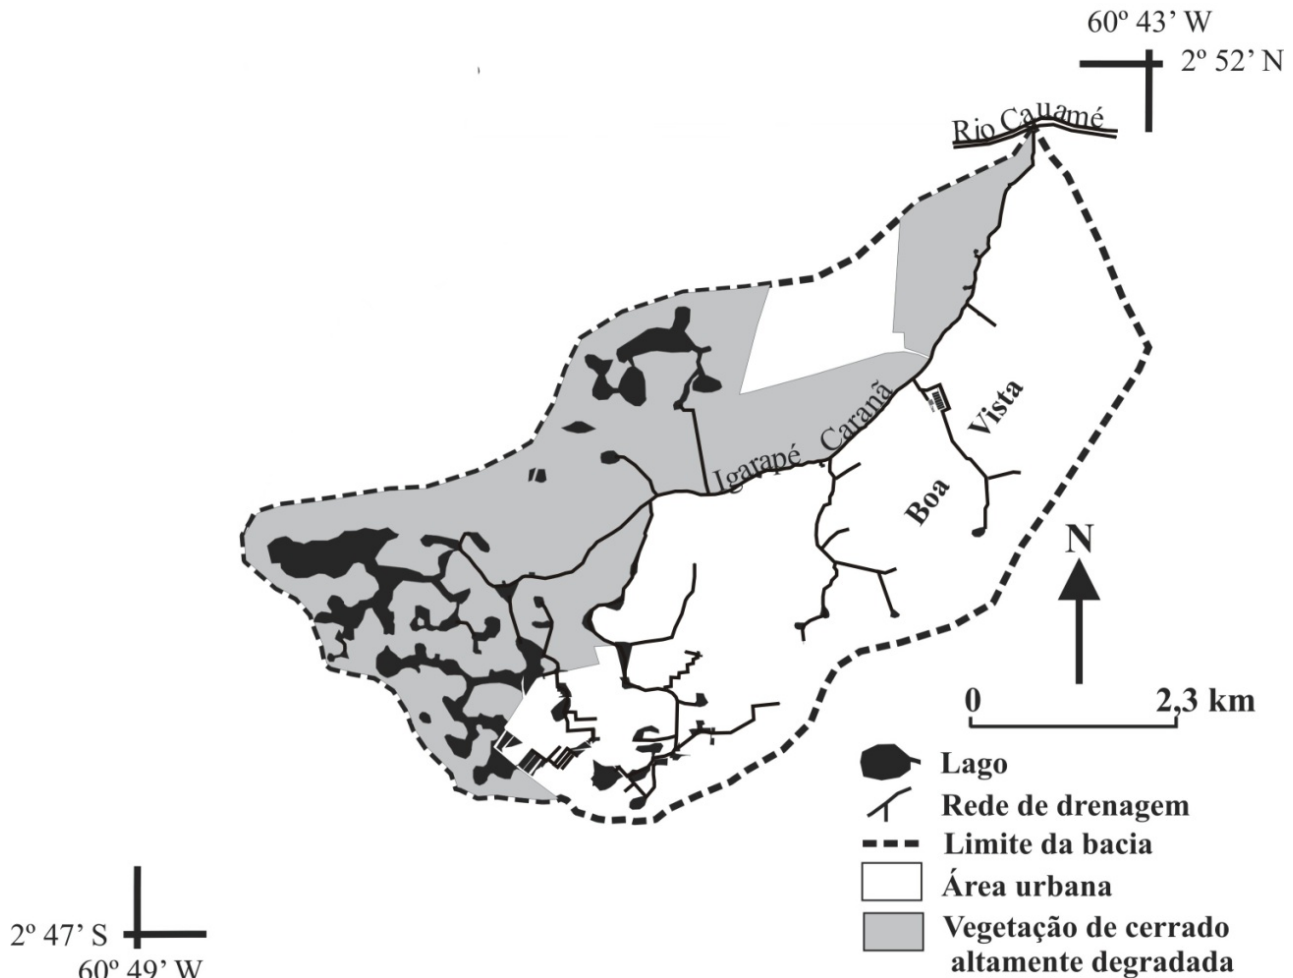 60º 43’ W
2º 52’ N
Rio Cauamé
Igarapé Caranã
Boa Vista
N
0 2,3 km
Lago
Rede de drenagem
Limite da bacia
Área urbana
Vegetação de cerrado
altamente degradada
2º 47’ S
60º 49’ W